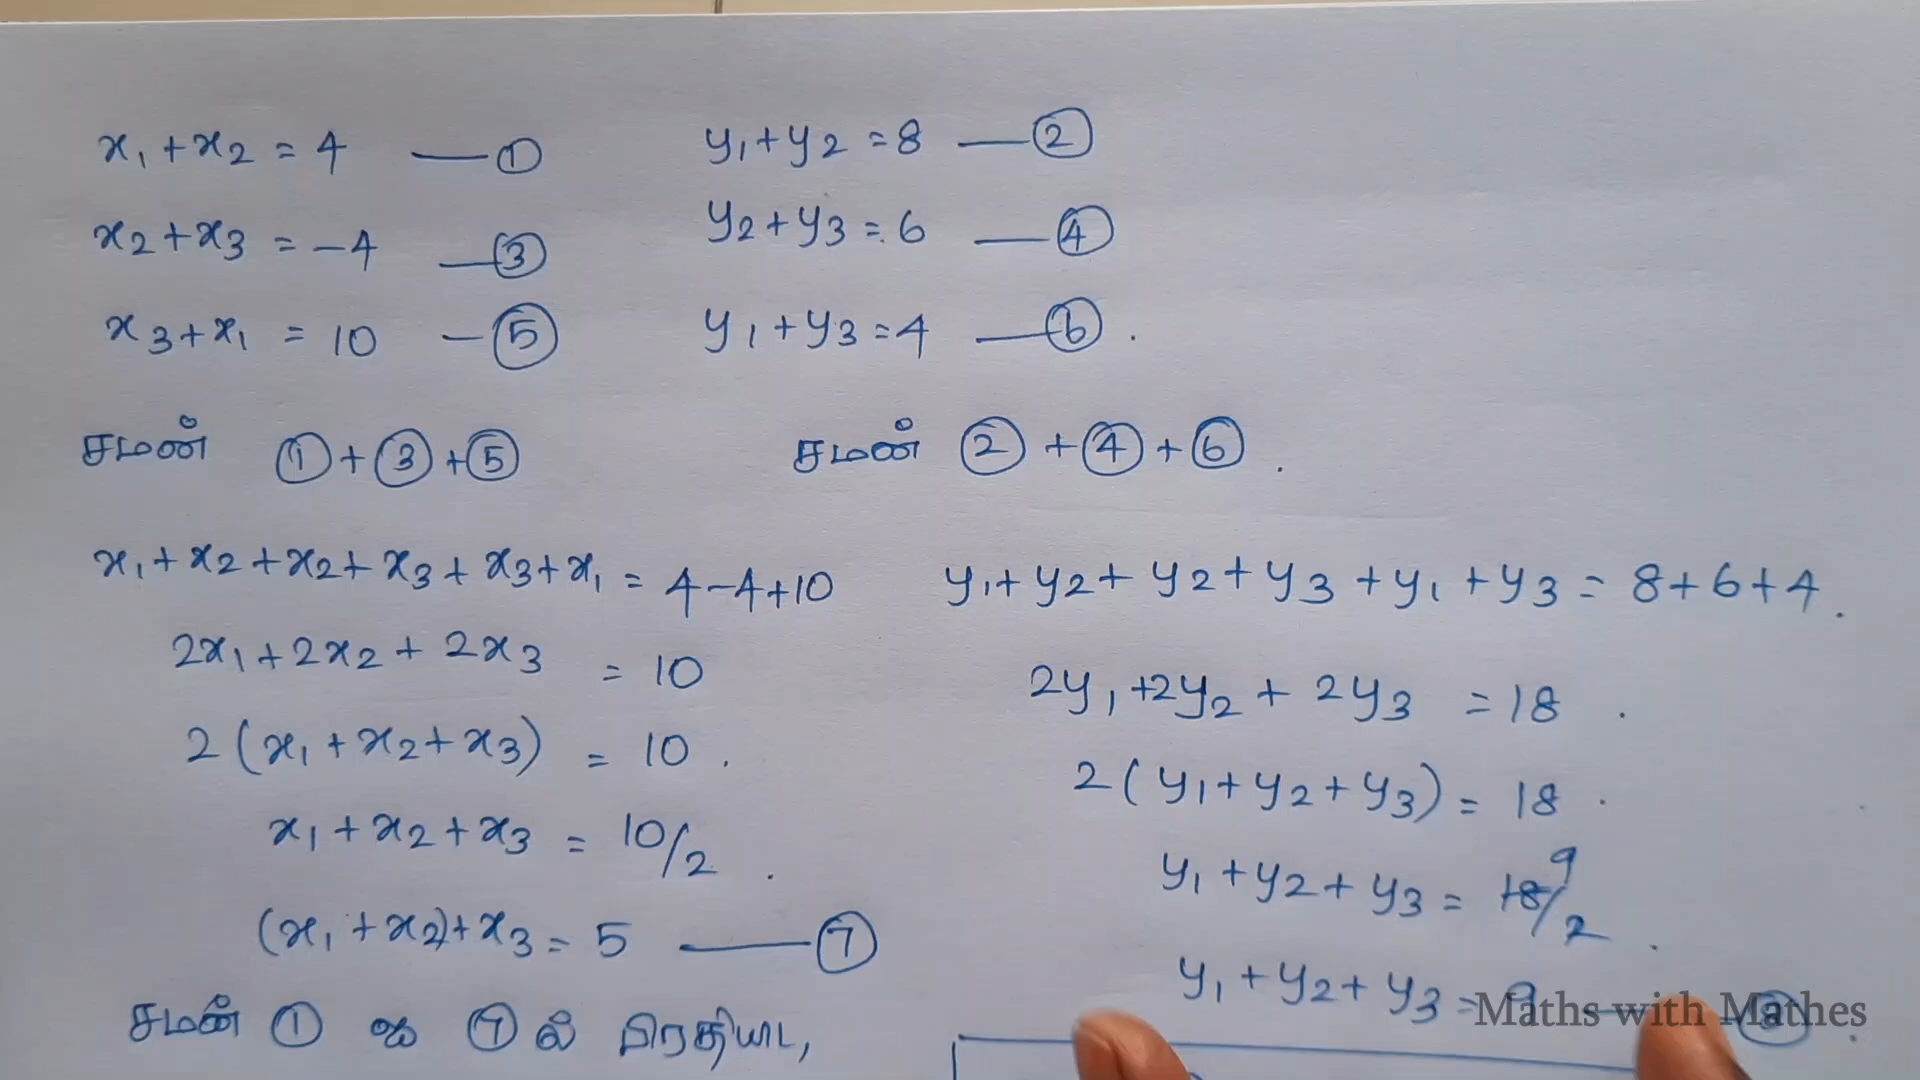 x₁+x₂ = 4 —① y₁+y₂ = 8 —②
x₂+x₃ = -4 —③ y₂+y₃ = 6 —④
x₃+x₁ = 10 —⑤ y₁+y₃ = 4 —⑥.
சமன் ①+③+⑤ சமன் ②+④+⑥.
x₁+x₂+x₂+x₃+x₃+x₁ = 4-4+10 y₁+y₂+y₂+y₃+y₁+y₃ = 8+6+4.
2x₁+2x₂+2x₃ = 10 2y₁+2y₂+2y₃ = 18.
2(x₁+x₂+x₃) = 10. 2(y₁+y₂+y₃) = 18.
x₁+x₂+x₃ = 10/2. y₁+y₂+y₃ = 18/2 9.
(x₁+x₂)+x₃ = 5 —⑦ y₁+y₂+y₃ = 9
சமன் ① ஐ ⑦ ல் பிரதியிட,
Maths with Mathes